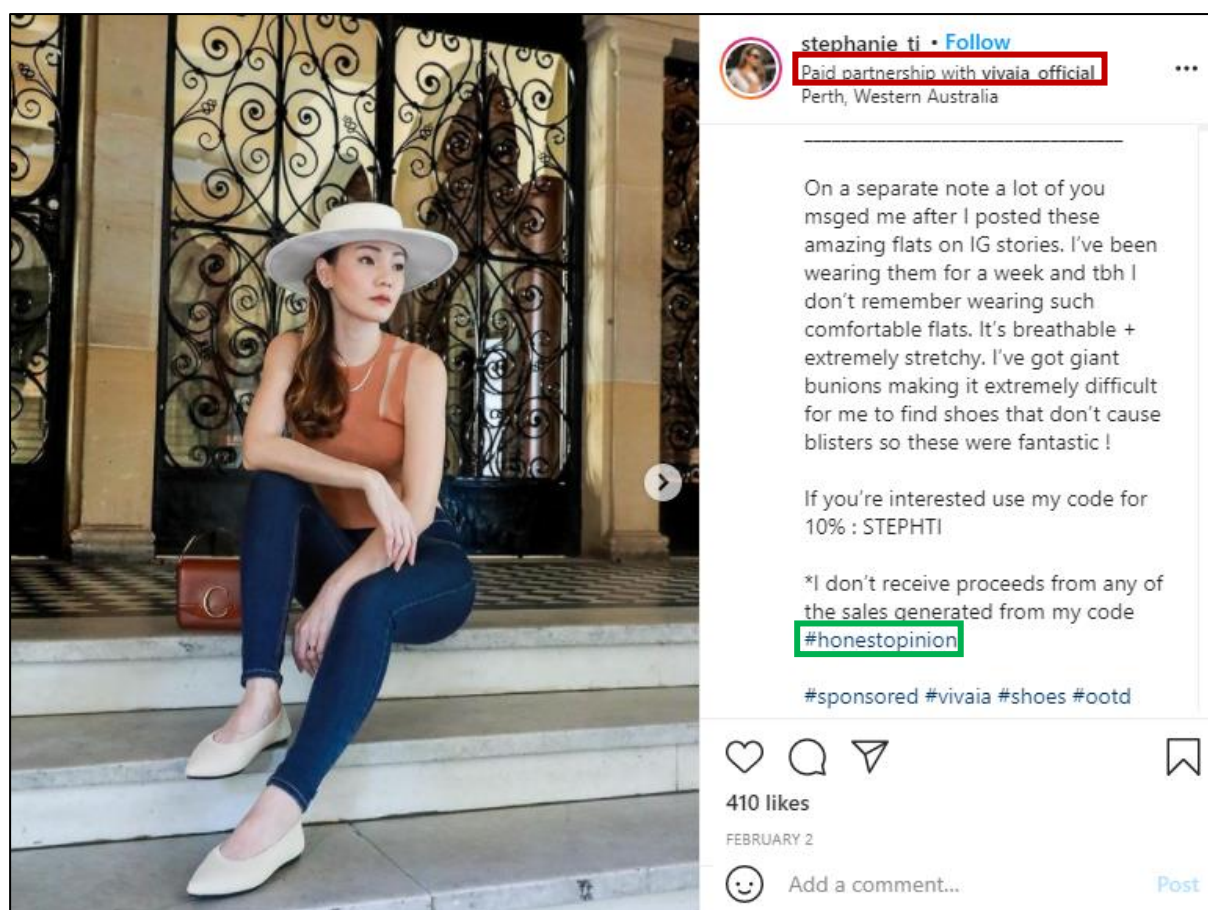 stephanie_ti • Follow
Paid partnership with vivaia_official
Perth, Western Australia
On a separate note a lot of you
msged me after I posted these
amazing flats on IG stories. I've been
wearing them for a week and tbh I
don't remember wearing such
comfortable flats. It's breathable +
extremely stretchy. I've got giant
bunions making it extremely difficult
for me to find shoes that don't cause
blisters so these were fantastic !
If you're interested use my code for
10% : STEPHTI
*I don't receive proceeds from any of
the sales generated from my code
#honestopinion
#sponsored #vivaia #shoes #ootd
410 likes
FEBRUARY 2
Add a comment...
Post